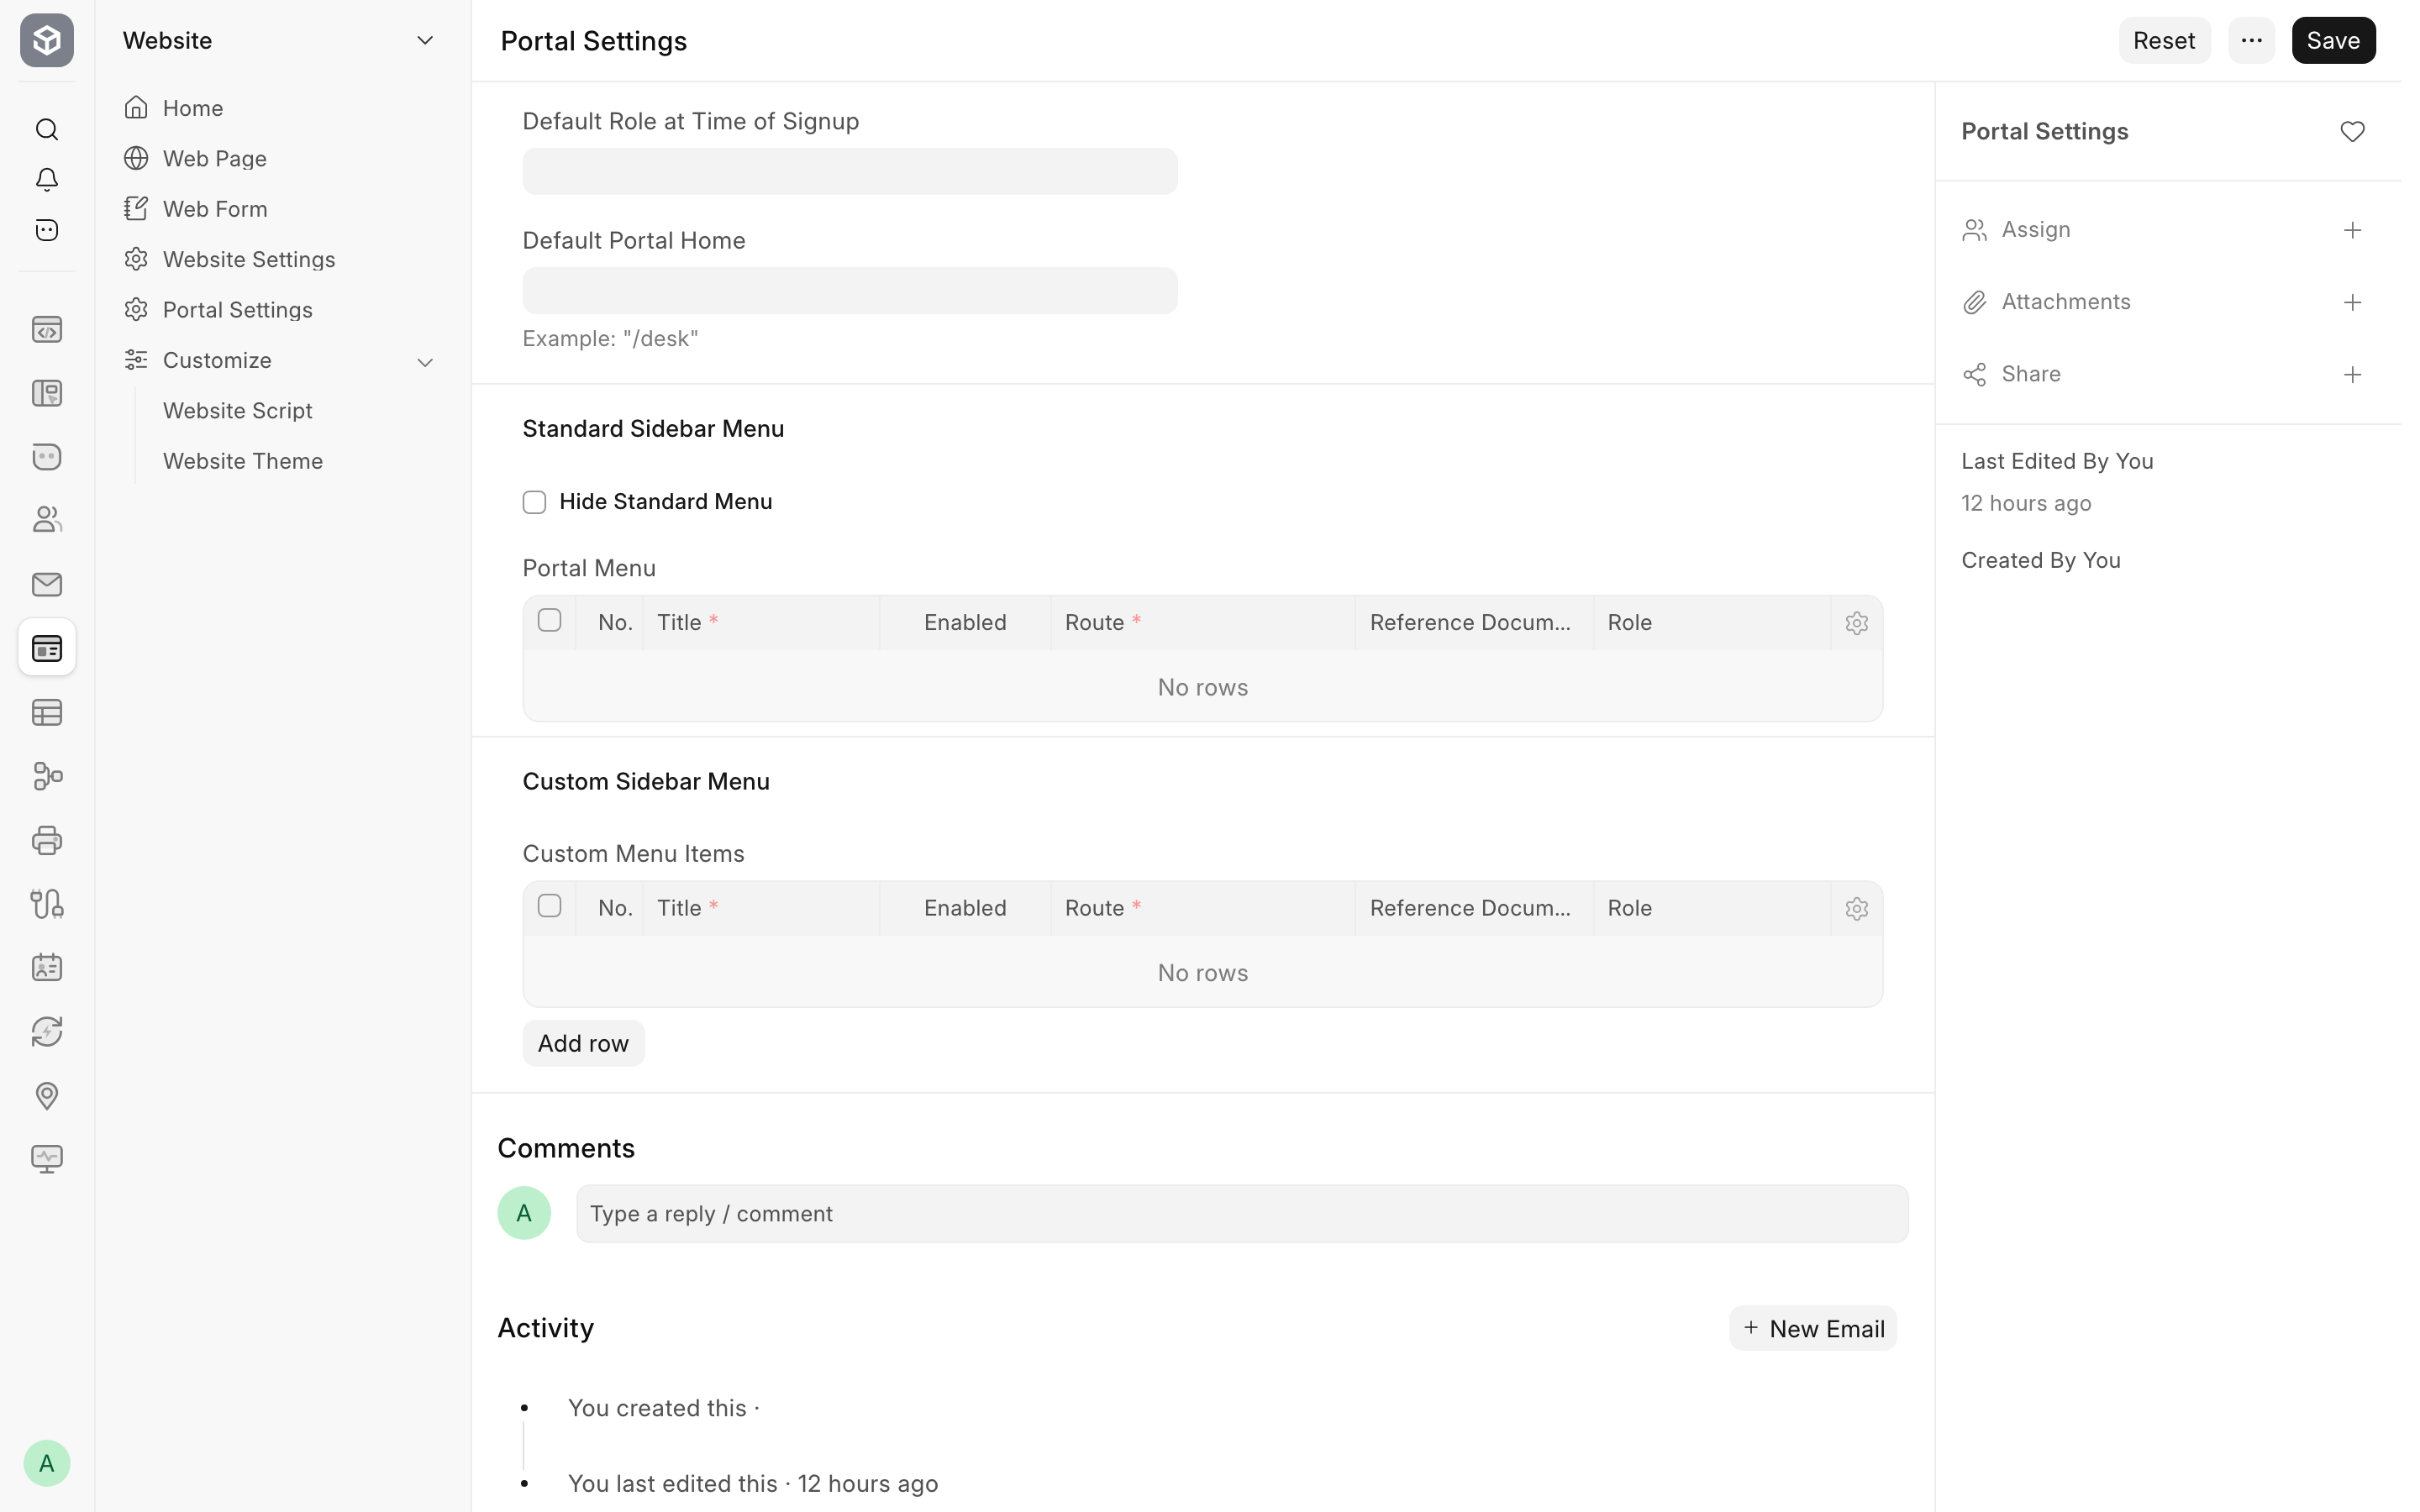 Website
Home
Web Page
Web Form
Website Settings
Portal Settings
Customize
Website Script
Website Theme
A
Portal Settings
Reset
Save
Default Role at Time of Signup
Default Portal Home
Example: "/desk"
Standard Sidebar Menu
Hide Standard Menu
Portal Menu
No. Title * Enabled Route * Reference Docum... Role
No rows
Custom Sidebar Menu
Custom Menu Items
No. Title * Enabled Route * Reference Docum... Role
No rows
Add row
Comments
A
Type a reply / comment
Activity
+ New Email
• You created this ·
• You last edited this · 12 hours ago
Portal Settings
Assign
Attachments
Share
Last Edited By You
12 hours ago
Created By You